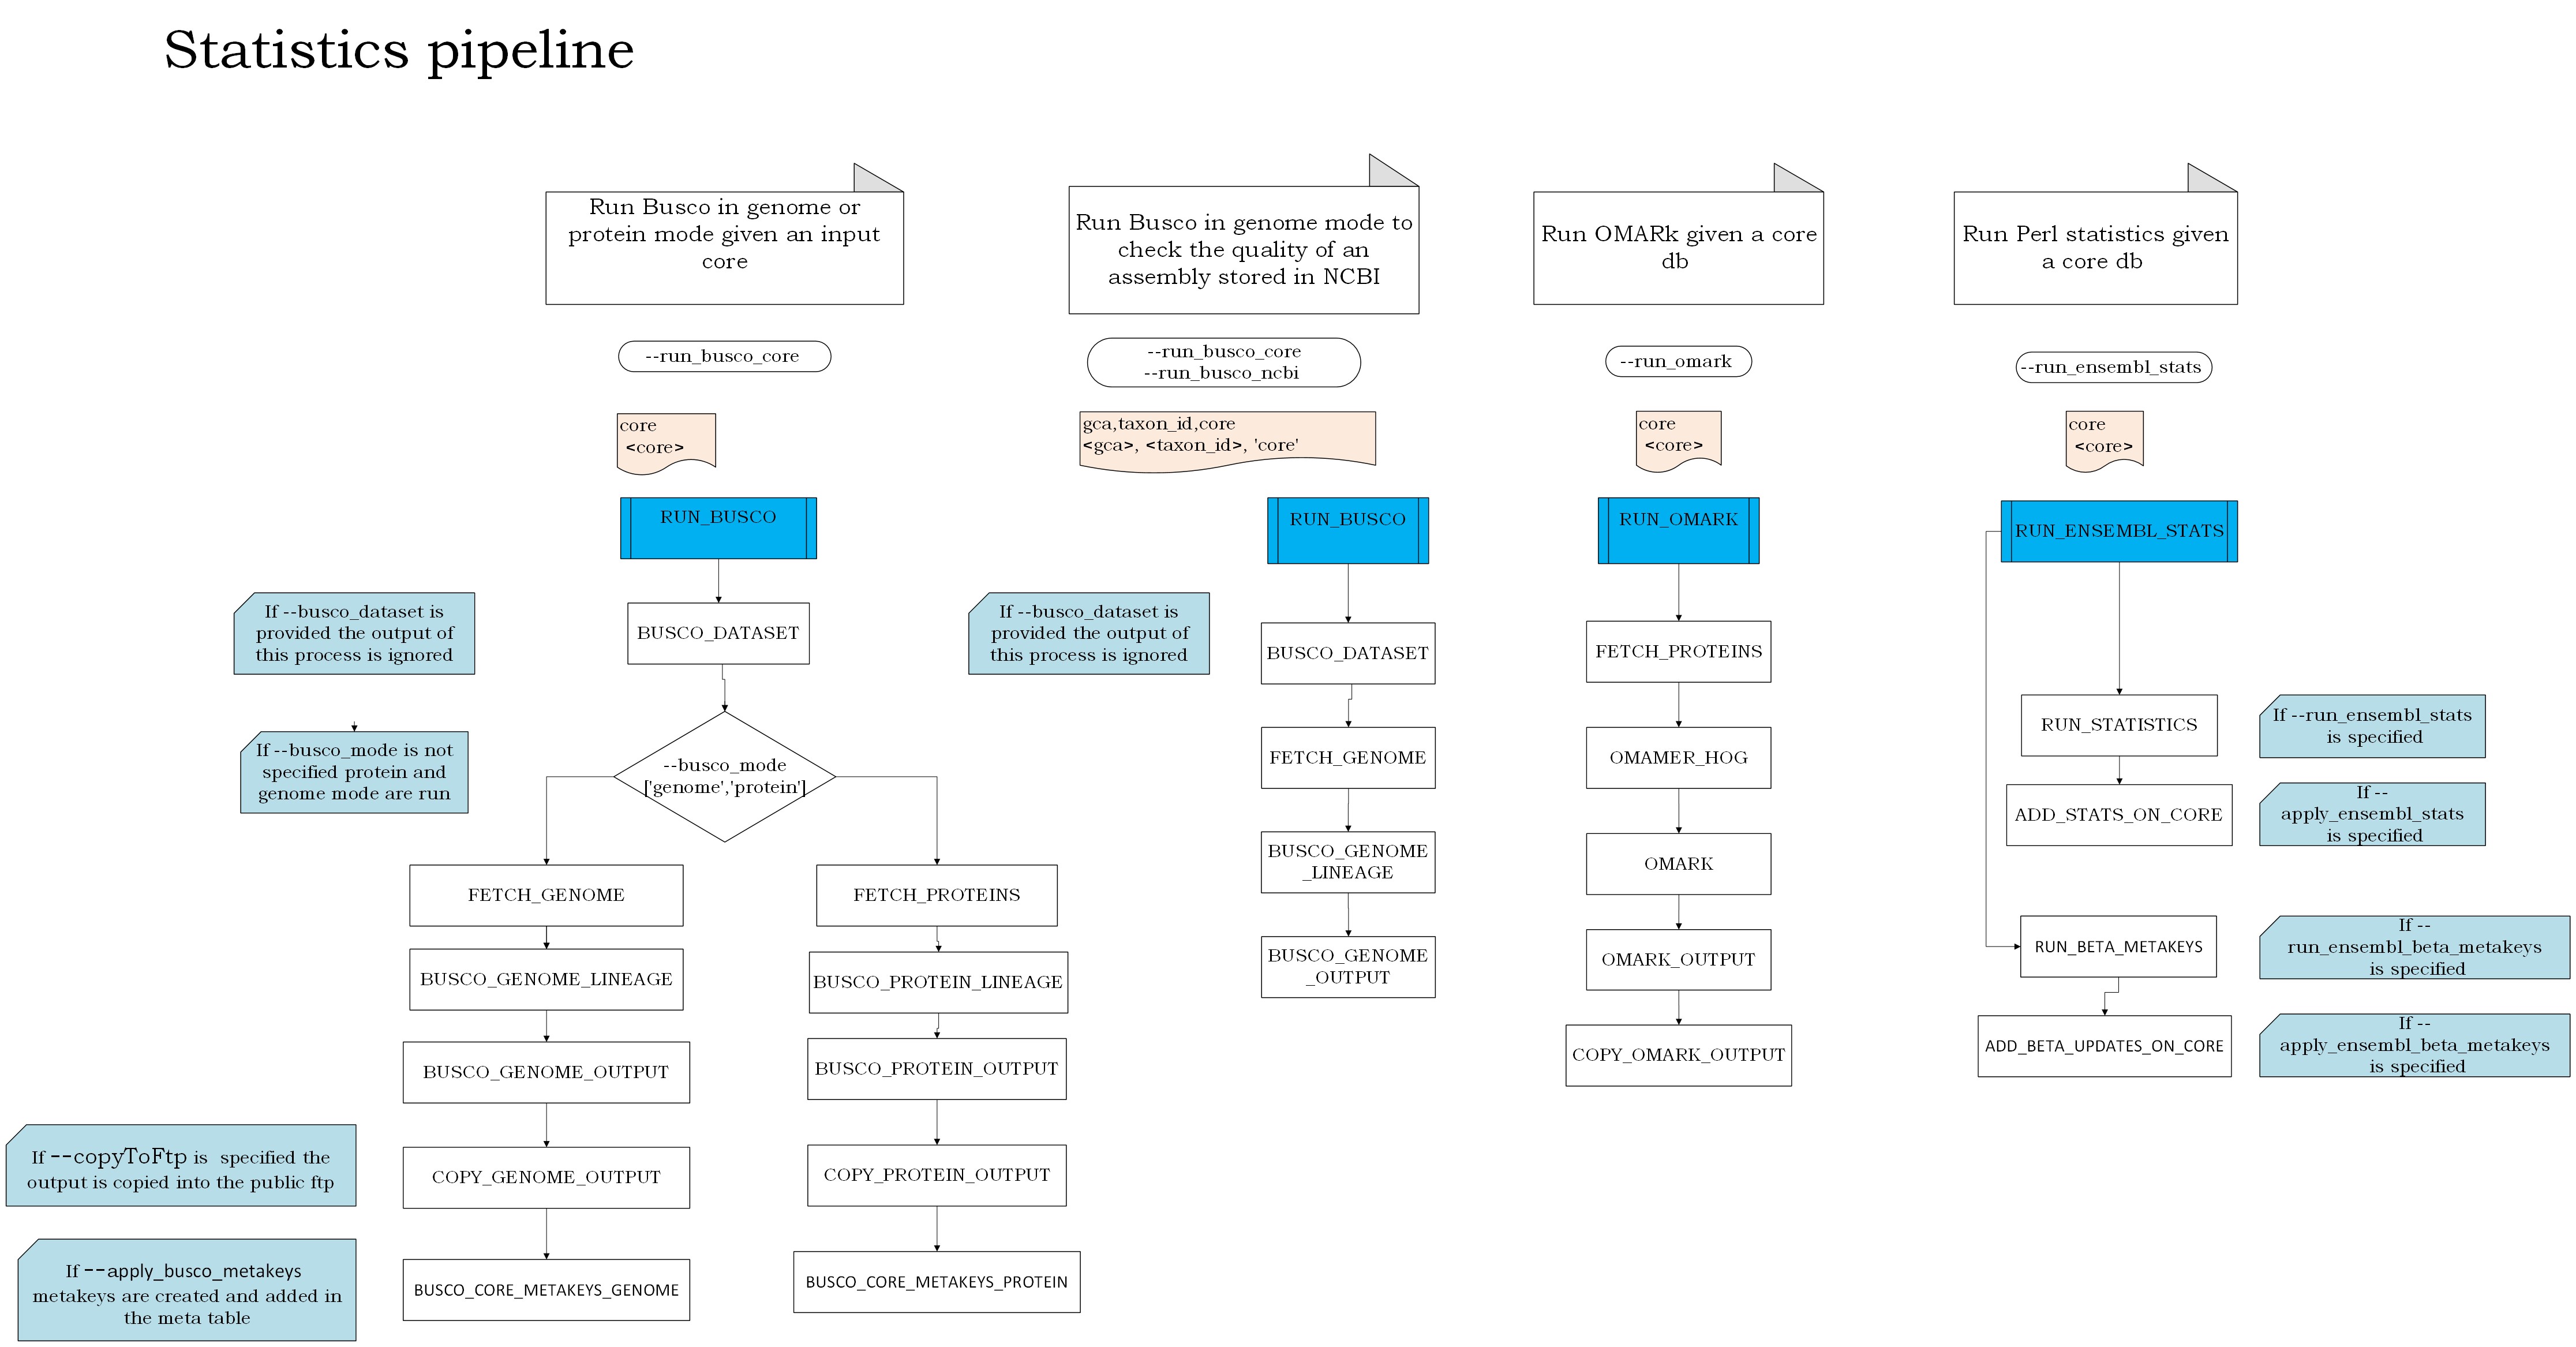 Statistics pipeline
Run Busco in genome or
protein mode given an input
core
--run_busco_core
core
<core>
RUN_BUSCO
If --busco_dataset is
provided the output of
this process is ignored
BUSCO_DATASET
If --busco_mode is not
specified protein and
genome mode are run
--busco_mode
['genome','protein']
FETCH_GENOME
BUSCO_GENOME_LINEAGE
BUSCO_GENOME_OUTPUT
COPY_GENOME_OUTPUT
BUSCO_CORE_METAKEYS_GENOME
FETCH_PROTEINS
BUSCO_PROTEIN_LINEAGE
BUSCO_PROTEIN_OUTPUT
COPY_PROTEIN_OUTPUT
BUSCO_CORE_METAKEYS_PROTEIN
If --copyToFtp is  specified the
output is copied into the public ftp
If --apply_busco_metakeys
metakeys are created and added in
the meta table
Run Busco in genome mode to
check the quality of an
assembly stored in NCBI
--run_busco_core
--run_busco_ncbi
gca,taxon_id,core
<gca>, <taxon_id>, 'core'
RUN_BUSCO
If --busco_dataset is
provided the output of
this process is ignored
BUSCO_DATASET
FETCH_GENOME
BUSCO_GENOME
_LINEAGE
BUSCO_GENOME
_OUTPUT
Run OMARk given a core
db
--run_omark
core
<core>
RUN_OMARK
FETCH_PROTEINS
OMAMER_HOG
OMARK
OMARK_OUTPUT
COPY_OMARK_OUTPUT
Run Perl statistics given
a core db
--run_ensembl_stats
core
<core>
RUN_ENSEMBL_STATS
RUN_STATISTICS
If --run_ensembl_stats
is specified
ADD_STATS_ON_CORE
If --
apply_ensembl_stats
is specified
RUN_BETA_METAKEYS
If --
run_ensembl_beta_metakeys
is specified
ADD_BETA_UPDATES_ON_CORE
If --
apply_ensembl_beta_metakeys
is specified